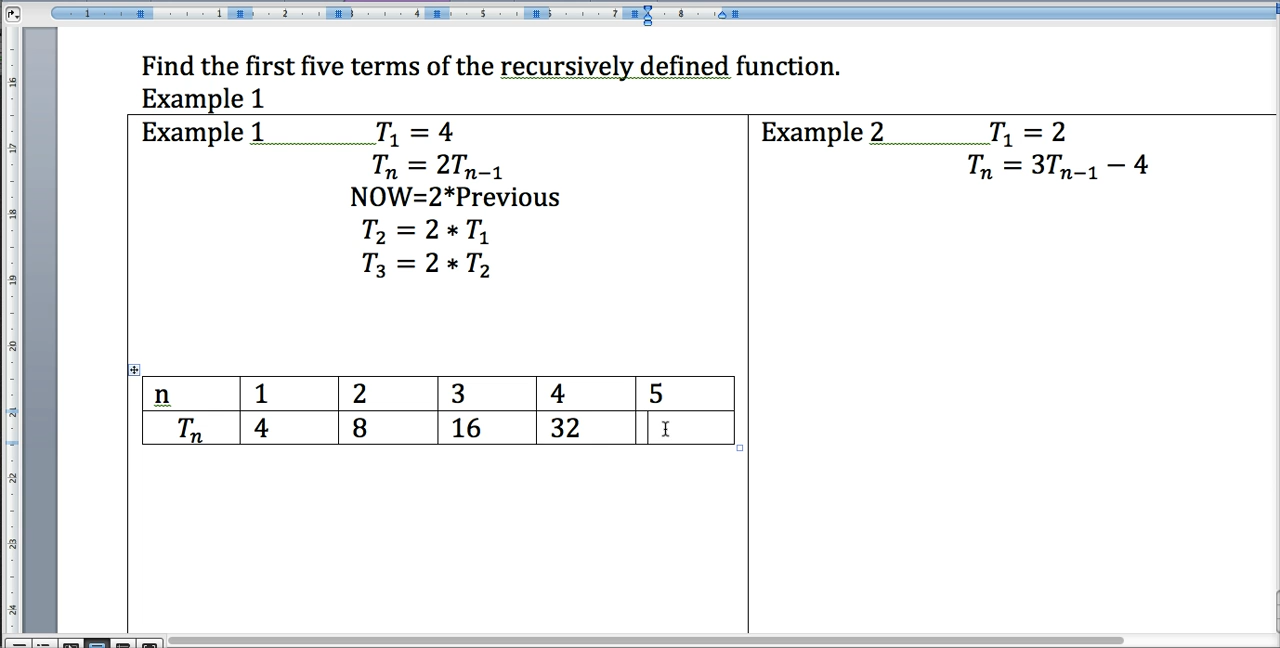 Find the first five terms of the recursively defined function.
Example 1
Example 1 T₁ = 4
Tₙ = 2Tₙ₋₁
NOW=2*Previous
T₂ = 2 * T₁
T₃ = 2 * T₂
n 1 2 3 4 5
Tₙ 4 8 16 32
Example 2 T₁ = 2
Tₙ = 3Tₙ₋₁ − 4